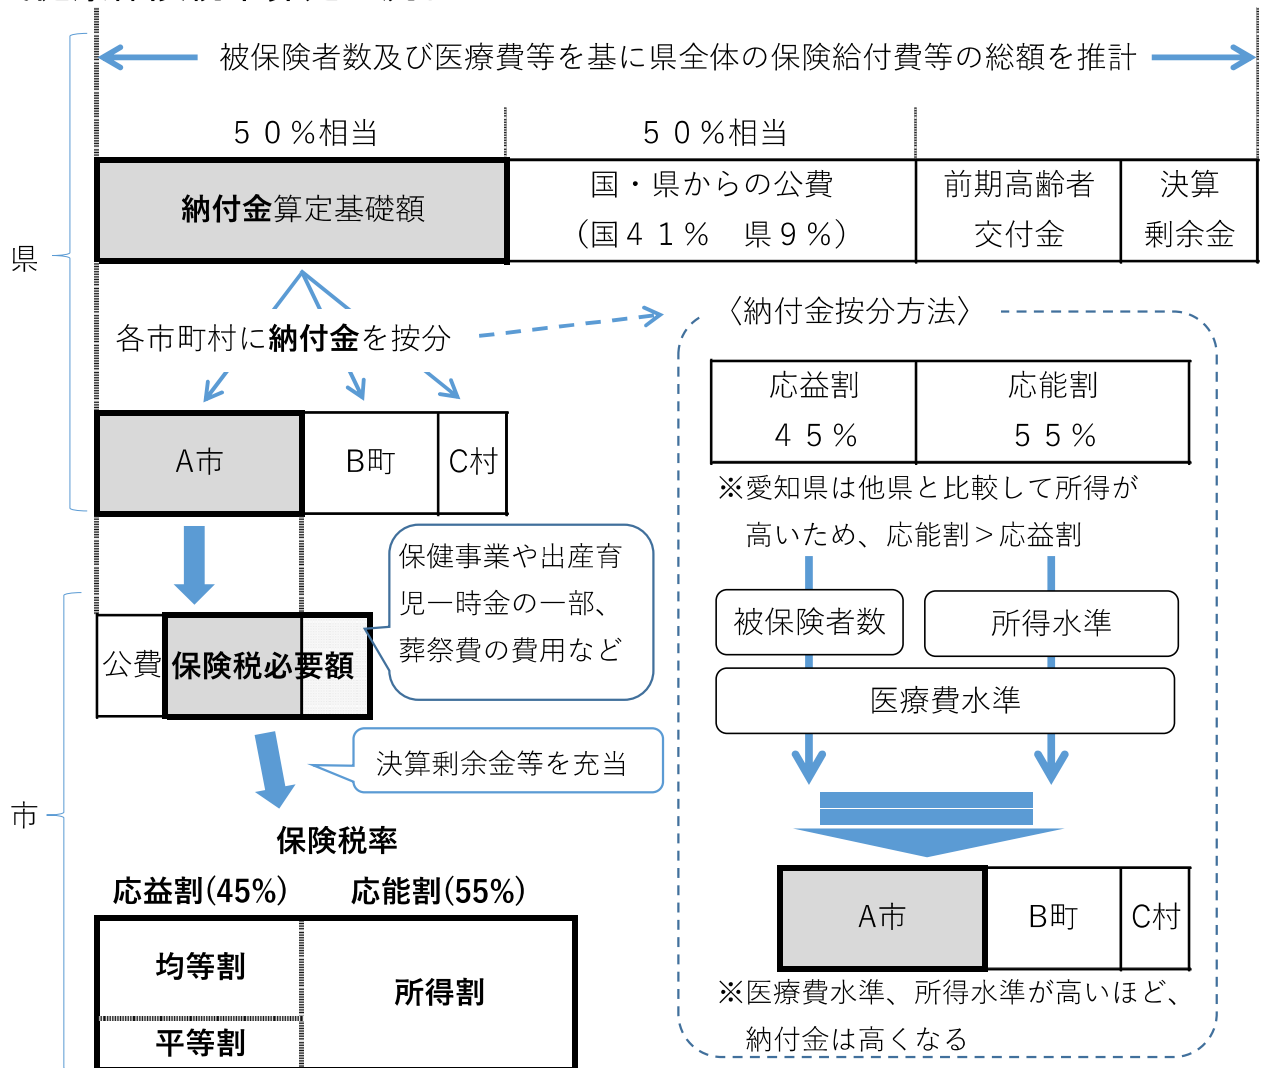 被保険者数及び医療費等を基に県全体の保険給付費等の総額を推計
５０％相当
５０％相当
納付金算定基礎額
国・県からの公費
(国４１％　県９％)
前期高齢者
交付金
決算
剰余金
県
各市町村に納付金を按分
A市
B町
C村
〈納付金按分方法〉
応益割
４５％
応能割
５５％
※愛知県は他県と比較して所得が
高いため、応能割＞応益割
被保険者数
所得水準
医療費水準
A市
B町
C村
※医療費水準、所得水準が高いほど、
納付金は高くなる
保健事業や出産育
児一時金の一部、
葬祭費の費用など
公費
保険税必要額
決算剰余金等を充当
市
保険税率
応益割(45%)
応能割(55%)
均等割
平等割
所得割